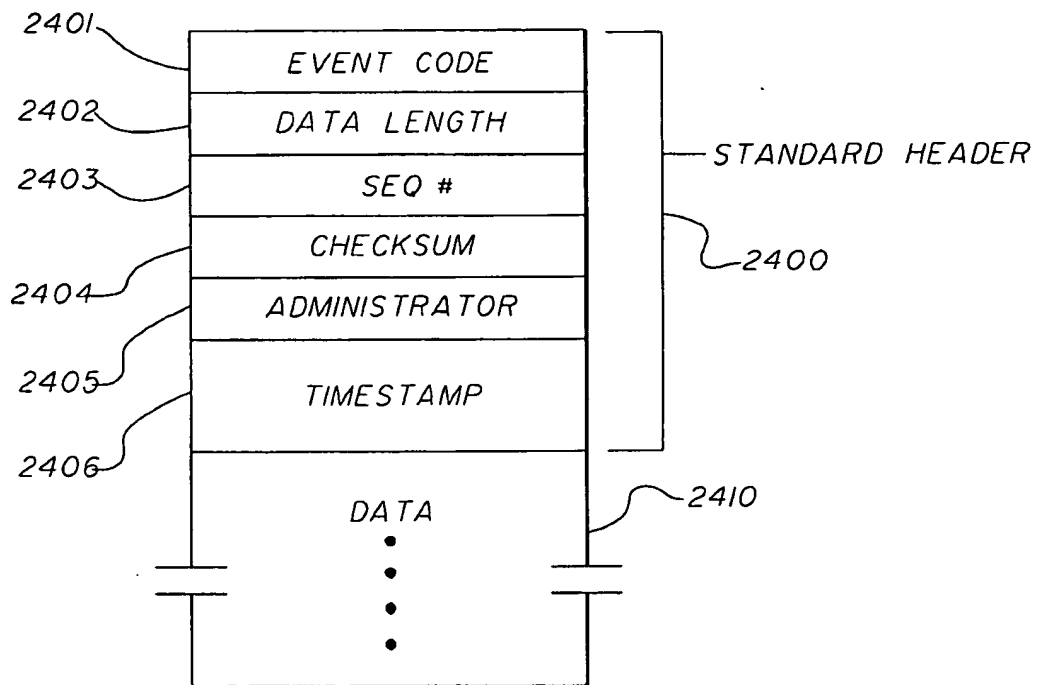 2401
EVENT CODE
2402
DATA LENGTH
STANDARD HEADER
2403
SEQ #
2404
CHECKSUM
2400
2405
ADMINISTRATOR
2406
TIMESTAMP
DATA
2410